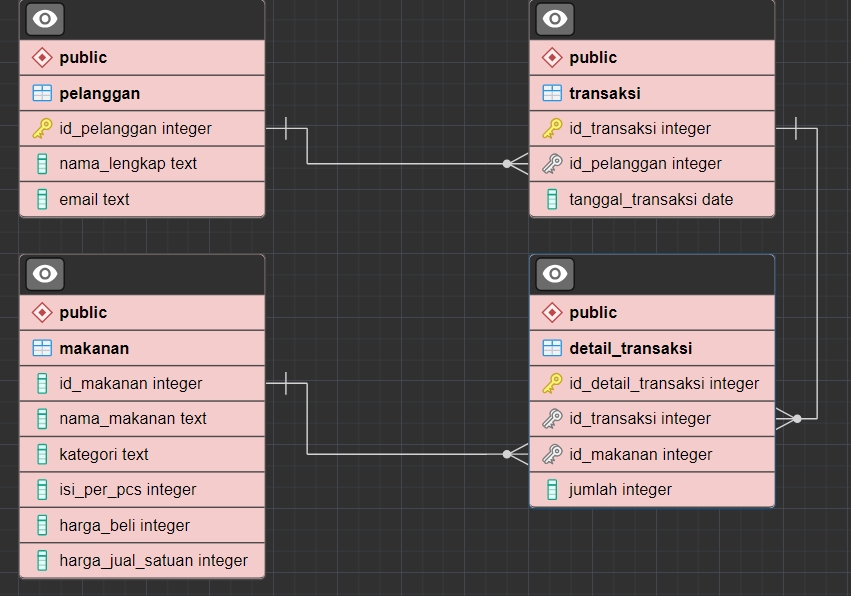 public
pelanggan
id_pelanggan integer
nama_lengkap text
email text
public
transaksi
id_transaksi integer
id_pelanggan integer
tanggal_transaksi date
public
makanan
id_makanan integer
nama_makanan text
kategori text
isi_per_pcs integer
harga_beli integer
harga_jual_satuan integer
public
detail_transaksi
id_detail_transaksi integer
id_transaksi integer
id_makanan integer
jumlah integer